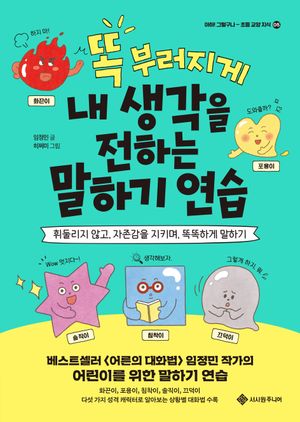 아하! 그렇구나 - 초등 교양 지식 05
하지 마!
똑 부러지게
내 생각을
전하는
말하기 연습
화끈이
도와줄까?
포용이
임정민 글
허찌미 그림
휘둘리지 않고, 자존감을 지키며, 똑똑하게 말하기
Wow 멋지다~!
생각해보자.
그렇게 하지, 뭐.
솔직이
침착이
끄덕이
베스트셀러 <어른의 대화법> 임정민 작가의
어린이를 위한 말하기 연습
화끈이, 포용이, 침착이, 솔직이, 끄덕이
다섯 가지 성격 캐릭터로 알아보는 상황별 대화법 수록
시사원주니어